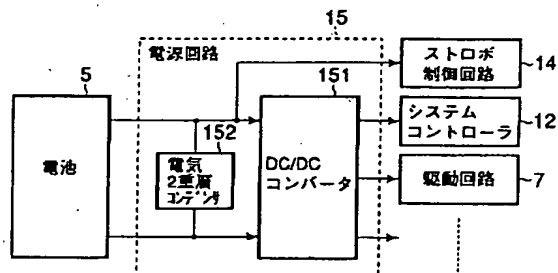 15
電源回路
5
151
ストロボ
制御回路
14
152
電池
電気
2重層
コンデンサ
DC/DC
コンバータ
システム
コントローラ
12
駆動回路
7